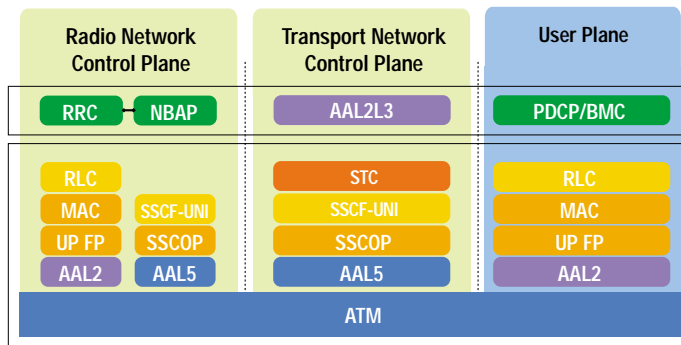 Radio Network
Control Plane
Transport Network
Control Plane
User Plane
RRC NBAP
AAL2L3
PDCP/BMC
RLC
STC
RLC
MAC
SSCF-UNI
SSCF-UNI
MAC
UP FP
SSCOP
SSCOP
UP FP
AAL2
AAL5
AAL5
AAL2
ATM